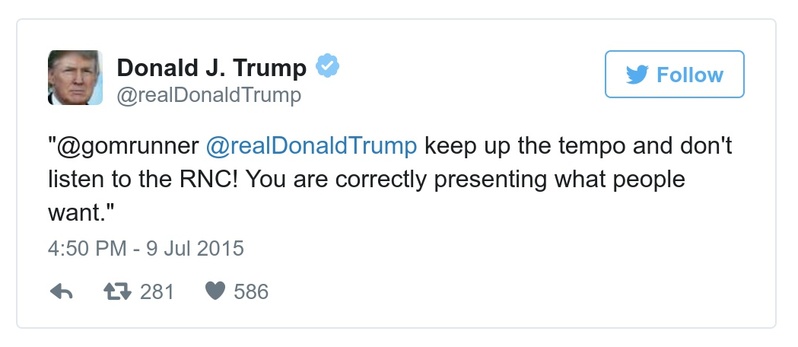 Donald J. Trump
@realDonaldTrump
Follow
"@gomrunner @realDonaldTrump keep up the tempo and don't
listen to the RNC! You are correctly presenting what people
want."
4:50 PM - 9 Jul 2015
281 586